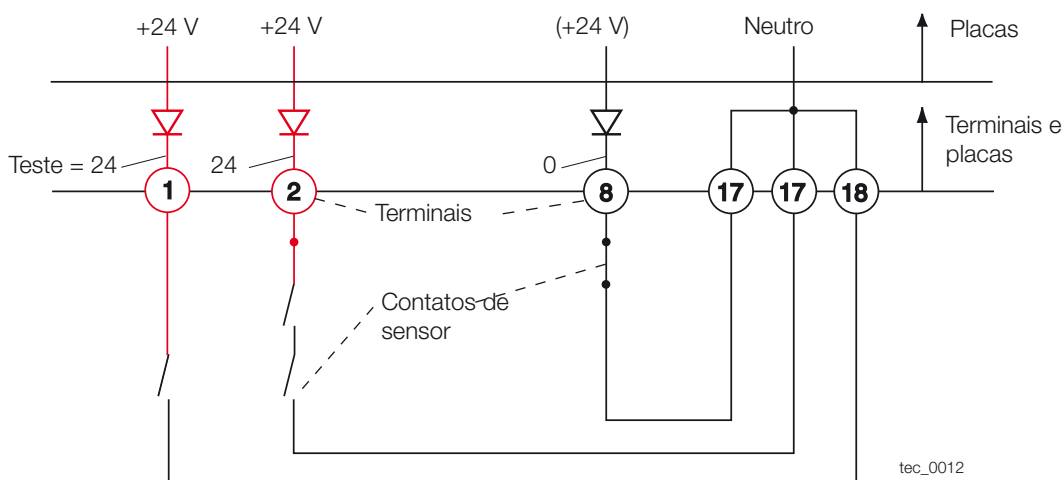 +24 V +24 V (+24 V) Neutro
Placas
Terminais e
placas
Teste = 24 24 0
1 2 8 17 17 18
Terminais
Contatos de
sensor
tec_0012